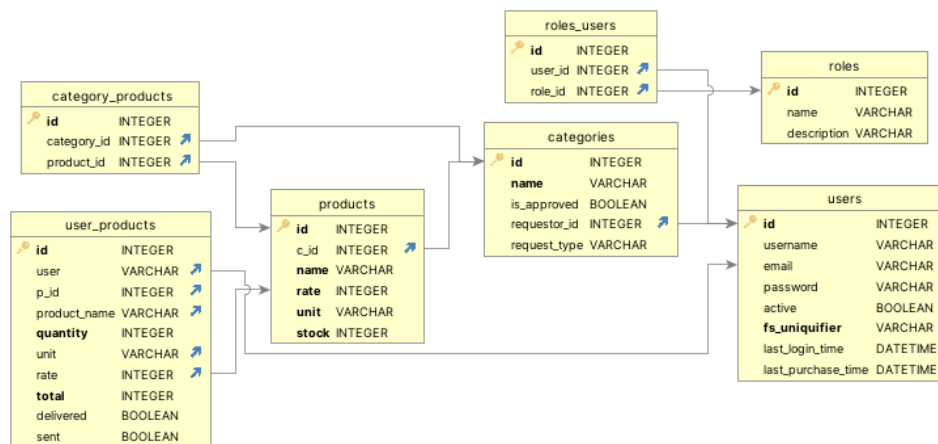 roles_users
id INTEGER
user_id INTEGER
role_id INTEGER
roles
id INTEGER
name VARCHAR
description VARCHAR
category_products
id INTEGER
category_id INTEGER
product_id INTEGER
categories
id INTEGER
name VARCHAR
is_approved BOOLEAN
requestor_id INTEGER
request_type VARCHAR
products
id INTEGER
c_id INTEGER
name VARCHAR
rate INTEGER
unit VARCHAR
stock INTEGER
users
id INTEGER
username VARCHAR
email VARCHAR
password VARCHAR
active BOOLEAN
fs_uniquifier VARCHAR
last_login_time DATETIME
last_purchase_time DATETIME
user_products
id INTEGER
user VARCHAR
p_id INTEGER
product_name VARCHAR
quantity INTEGER
unit VARCHAR
rate INTEGER
total INTEGER
delivered BOOLEAN
sent BOOLEAN